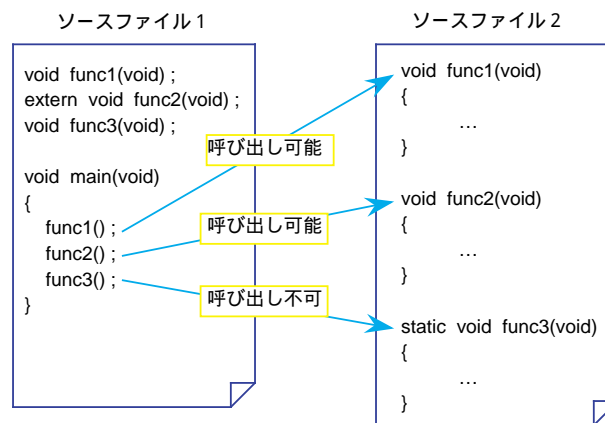 ソースファイル 1
void func1(void) ;
extern void func2(void) ;
void func3(void) ;
void main(void)
{
func1() ;
func2() ;
func3() ;
}
呼び出し可能
呼び出し可能
呼び出し不可
ソースファイル 2
void func1(void)
{
…
}
void func2(void)
{
…
}
static void func3(void)
{
…
}